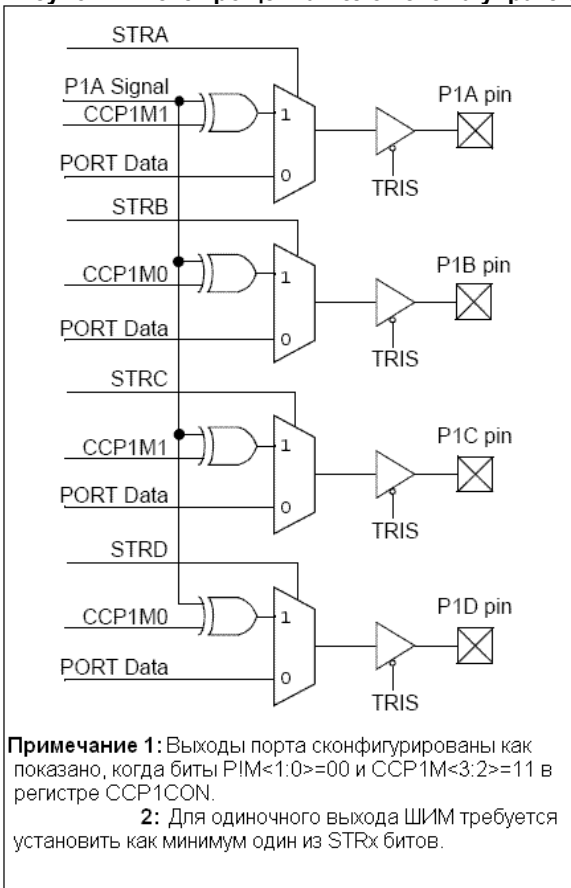 STRA
P1A Signal
CCP1M1
1
P1A pin
PORT Data
0
TRIS
STRB
CCP1M0
1
P1B pin
PORT Data
0
TRIS
STRC
CCP1M1
1
P1C pin
PORT Data
0
TRIS
STRD
CCP1M0
1
P1D pin
PORT Data
0
TRIS
Примечание 1: Выходы порта сконфигурированы как
показано, когда биты P!M<1:0>=00 и CCP1M<3:2>=11 в
регистре CCP1CON.
2: Для одиночного выхода ШИМ требуется
установить как минимум один из STRx битов.